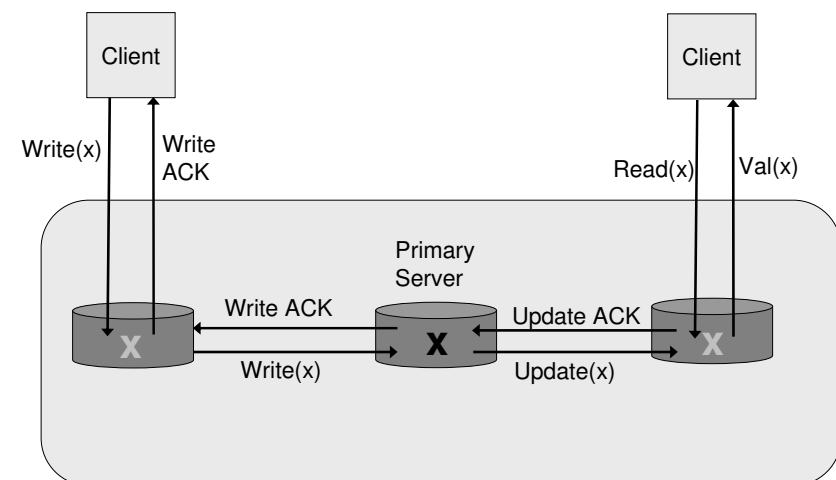 Client
Client
Write(x)
Write
ACK
Read(x)
Val(x)
Primary
Server
Write ACK
Update ACK
X
X
X
Write(x)
Update(x)